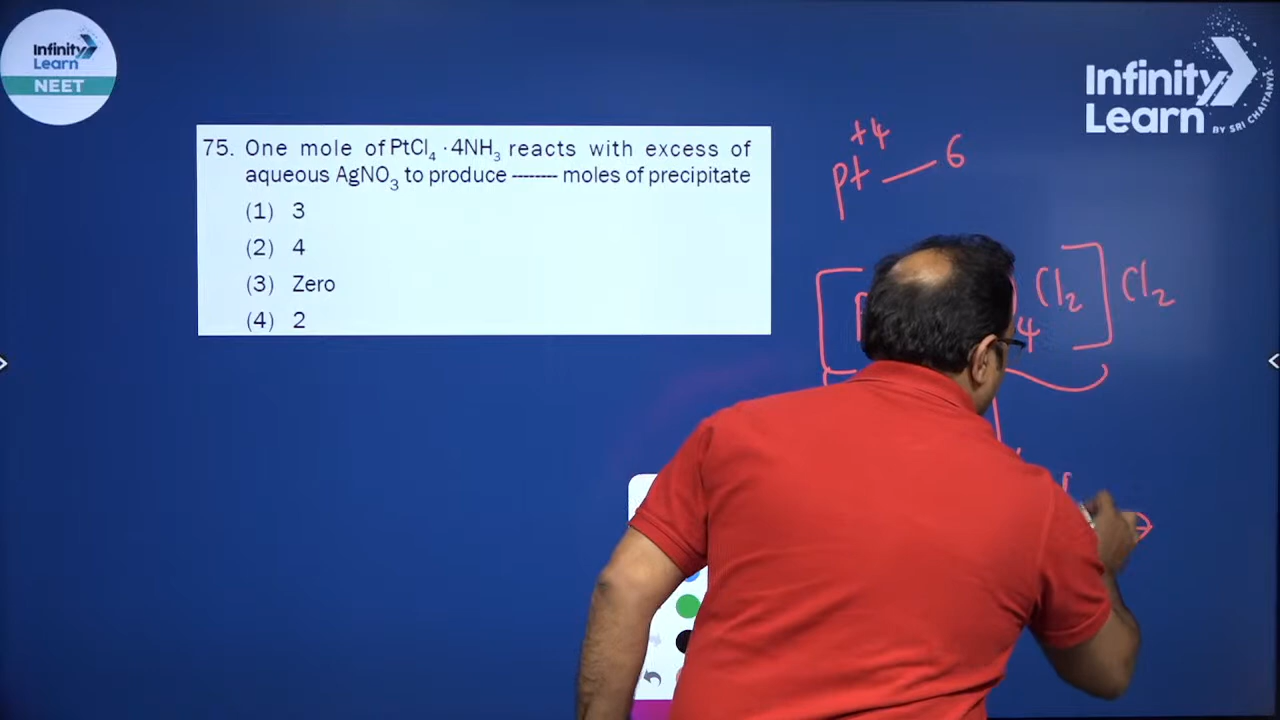 Infinity
Learn
NEET
Infinity
Learn
BY SRI CHAITANYA
75. One mole of PtCl₄ ·4NH₃ reacts with excess of
aqueous AgNO₃ to produce -------- moles of precipitate
(1) 3
(2) 4
(3) Zero
(4) 2
+4
Pt — 6
[ 4 Cl₂ ] Cl₂